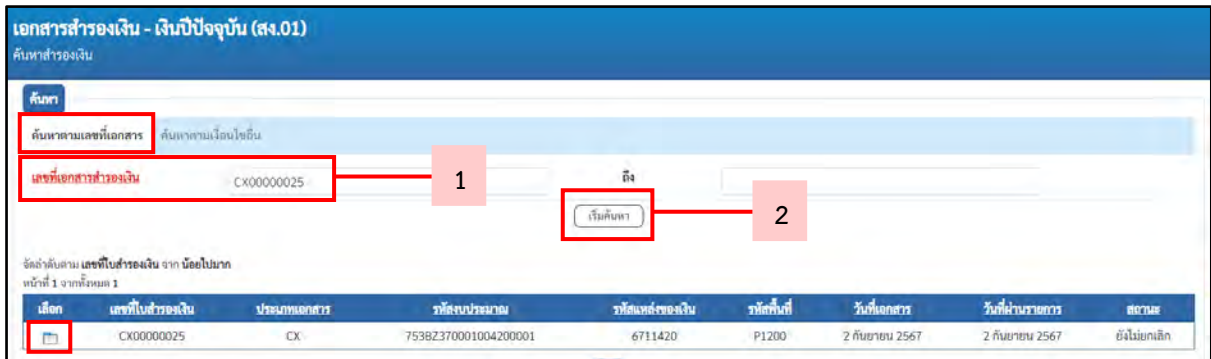 เอกสารสำรองเงิน - เงินปีปัจจุบัน (สง.01)
ค้นหาสำรองเงิน
ค้นหา
ค้นหาตามเลขที่เอกสาร ค้นหาตามเงื่อนไขอื่น
เลขที่เอกสารสำรองเงิน CX00000025 1 ถึง
เริ่มค้นหา 2
จัดลำดับตาม เลขที่ใบสำรองเงิน จาก น้อยไปมาก
หน้าที่ 1 จากทั้งหมด 1
เลือก เลขที่ใบสำรองเงิน ประเภทเอกสาร รหัสงบประมาณ รหัสแหล่งของเงิน รหัสพื้นที่ วันที่เอกสาร วันที่ผ่านรายการ สถานะ
CX00000025 CX 7538Z370001004200001 6711420 P1200 2 กันยายน 2567 2 กันยายน 2567 ยังไม่ยกเลิก